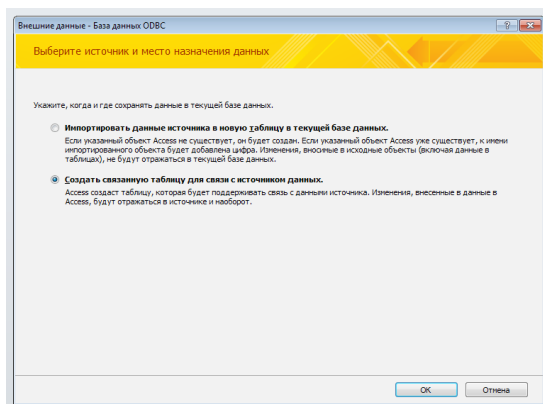 Внешние данные - База данных ODBC
Выберите источник и место назначения данных
Укажите, когда и где сохранять данные в текущей базе данных.
Импортировать данные источника в новую таблицу в текущей базе данных.
Если указанный объект Access не существует, он будет создан. Если указанный объект Access уже существует, к имени
импортированного объекта будет добавлена цифра. Изменения, вносимые в исходные объекты (включая данные в
таблицах), не будут отражаться в текущей базе данных.
Создать связанную таблицу для связи с источником данных.
Access создаст таблицу, которая будет поддерживать связь с данными источника. Изменения, внесенные в данные в
Access, будут отражаться в источнике и наоборот.
ОК Отмена